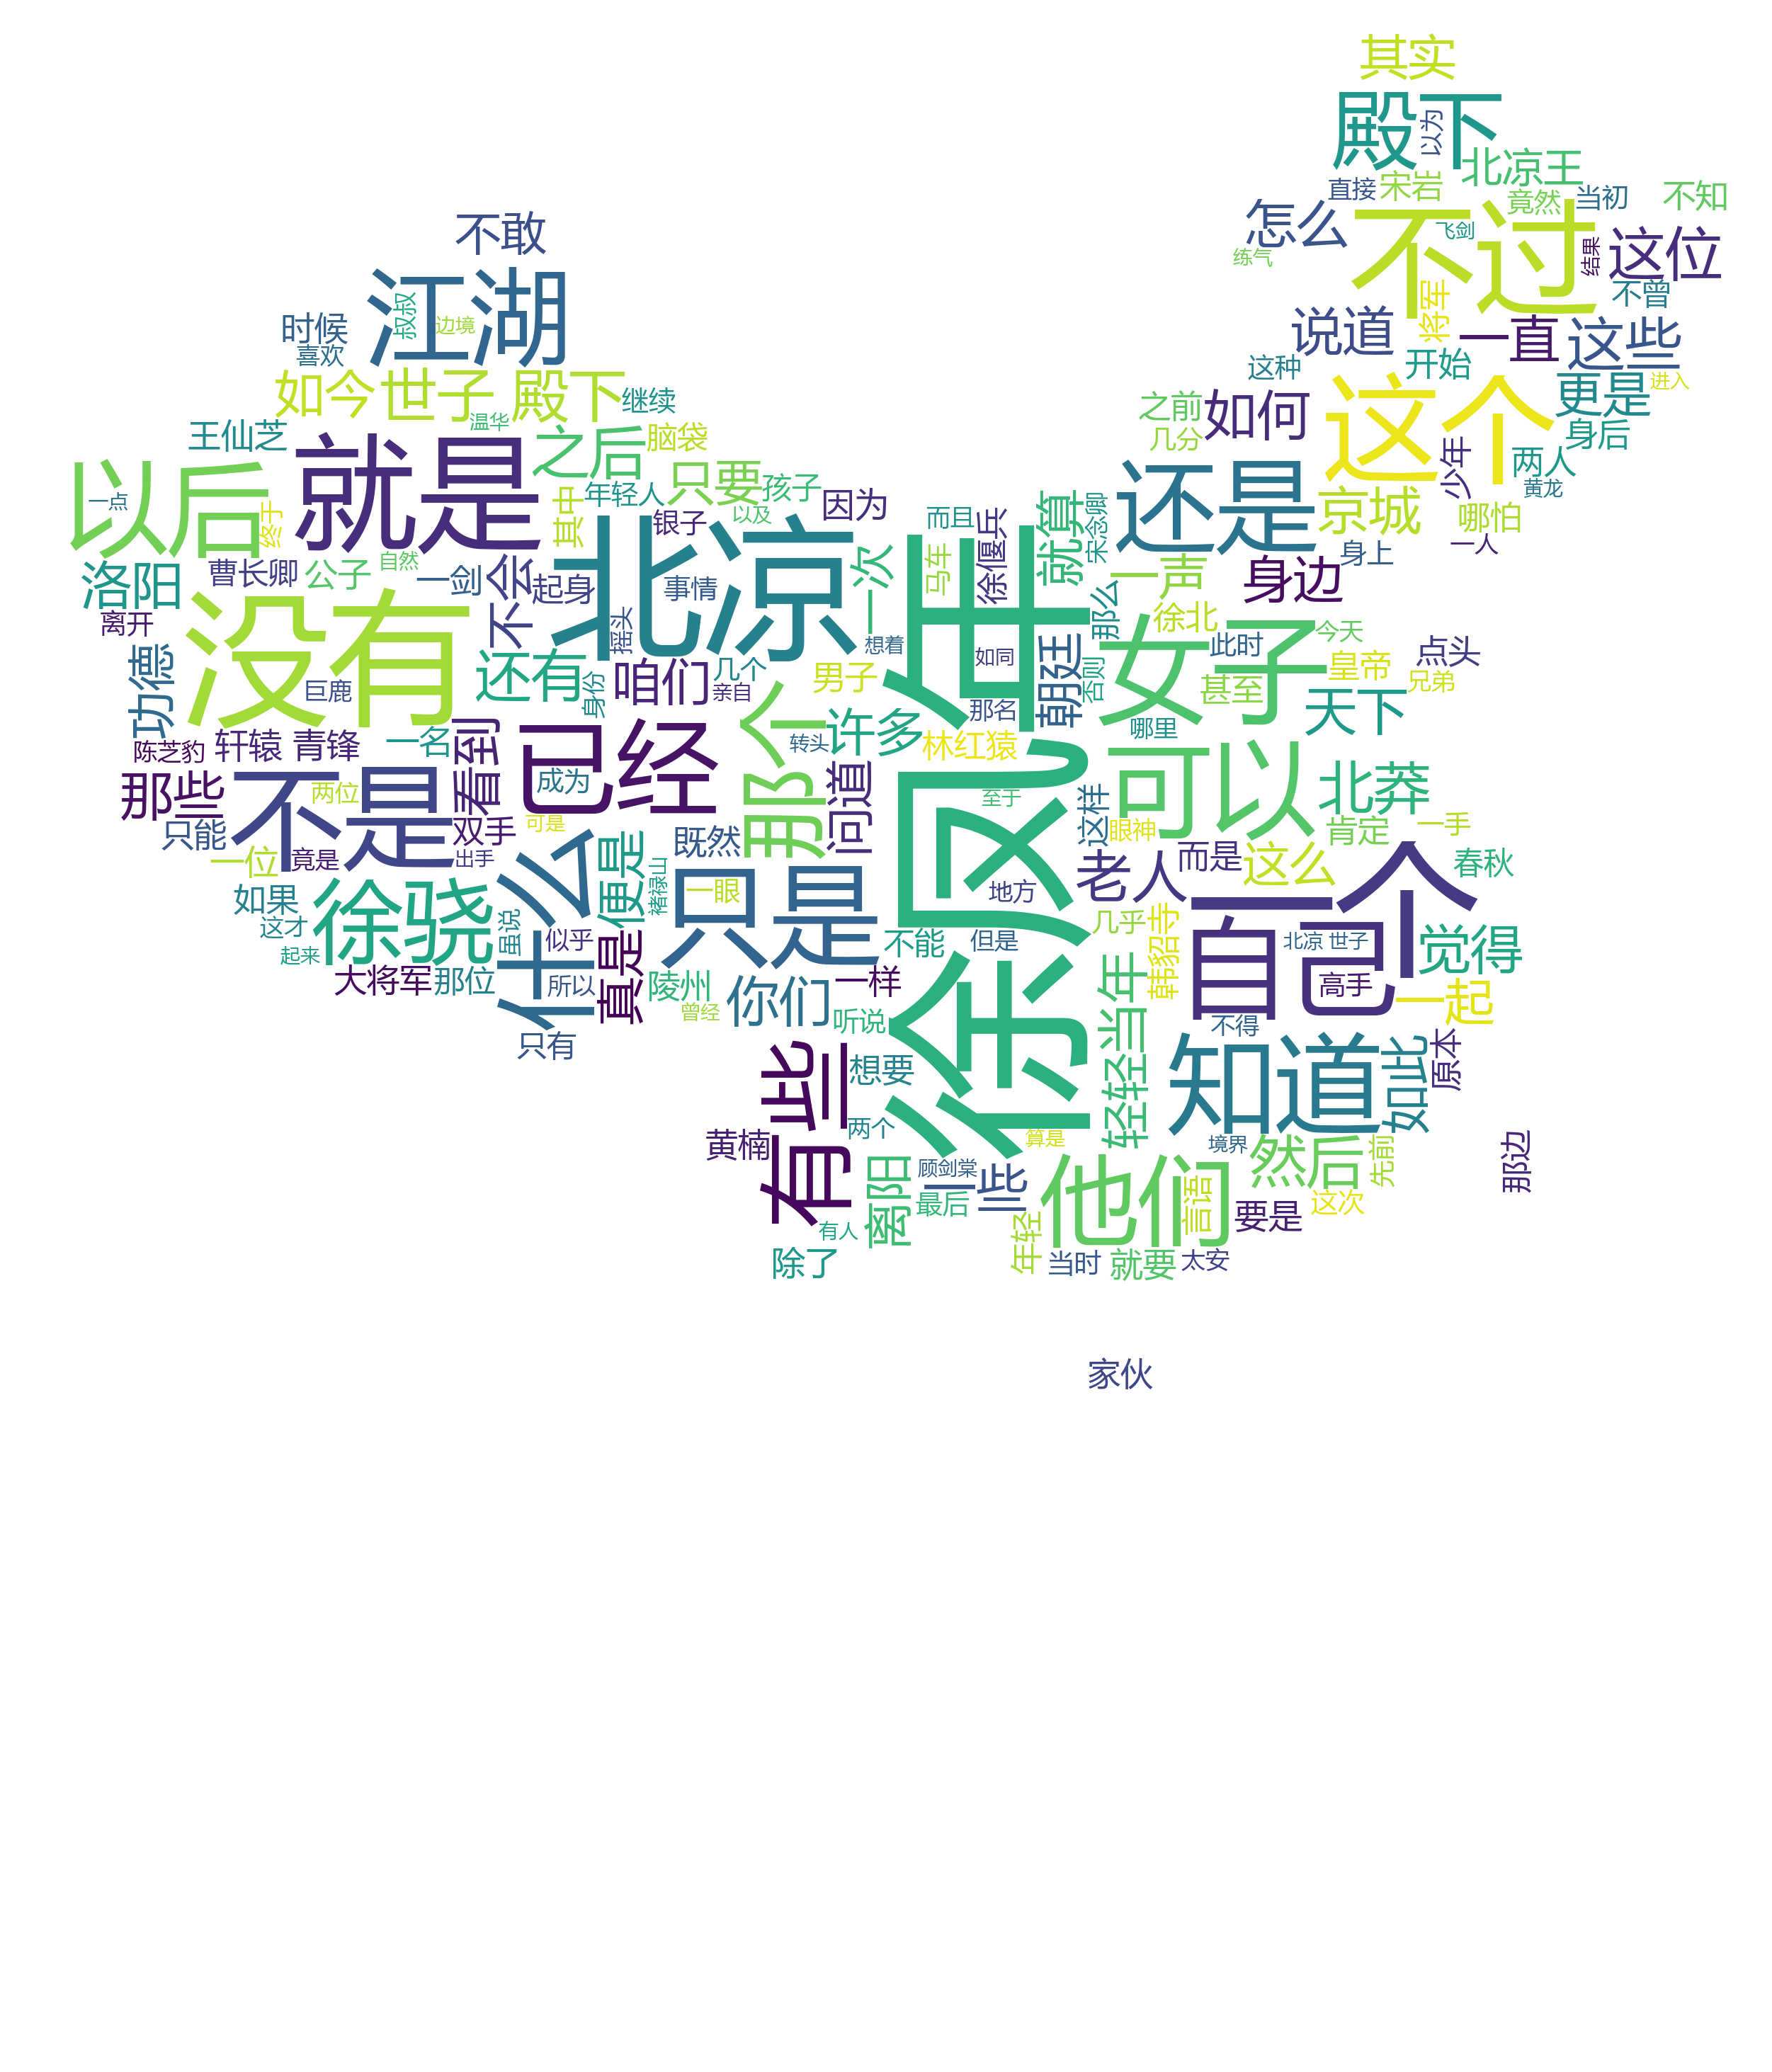 其实
殿下
以为
北凉王
直接
宋岩
竟然
当初
不知
不敢
怎么
不过
飞剑
结果
这位
练气
江湖
叔叔
边境
时候
喜欢
不曾
将军
说道
一直
这些
开始
这种
更是
进入
如今
世子 殿下
继续
温华
之前
如何
几分
这个
身后
王仙芝
之后
脑袋
少年
两人
黄龙
以后
一点
就是
终于
其中
年轻人
只要
孩子
以及
因为
银子
而且
徐偃兵
就算
宋念卿
还是
京城
哪怕
一人
身上
洛阳
曹长卿
公子
自然
一剑
不会
起身
北凉
事情
摇头
一次
马车
徐凤年
一声
身边
那么
徐北
离开
没有
还有
咱们
几个
亲自
身份
想着
如同
朝廷
否则
女子
此时
今天
皇帝
点头
兄弟
甚至
功德
巨鹿
男子
那个
那名
天下
哪里
陈芝豹
轩辕 青锋
一名
看到
已经
成为
转头
许多
林红猿
问道
可以
北莽
那些
不是
两位
双手
可是
至于
这样
眼神
肯定
一手
只能
一位
竟是
出手
什么
便是
既然
褚禄山
老人
而是
这么
春秋
如果
徐骁
虽说
只是
一眼
地方
自己
这才
似乎
真是
不能
但是
几乎
韩貂寺
一个
北凉 世子
觉得
起来
大将军
那位
所以
陵州
你们
一样
高手
一起
曾经
听说
当年
不得
只有
有些
想要
轻轻
知道
如此
原本
黄楠
两个
算是
境界
然后
先前
那边
离阳
顾剑棠
一些
最后
他们
言语
要是
这次
有人
除了
年轻
当时
就要
太安
家伙